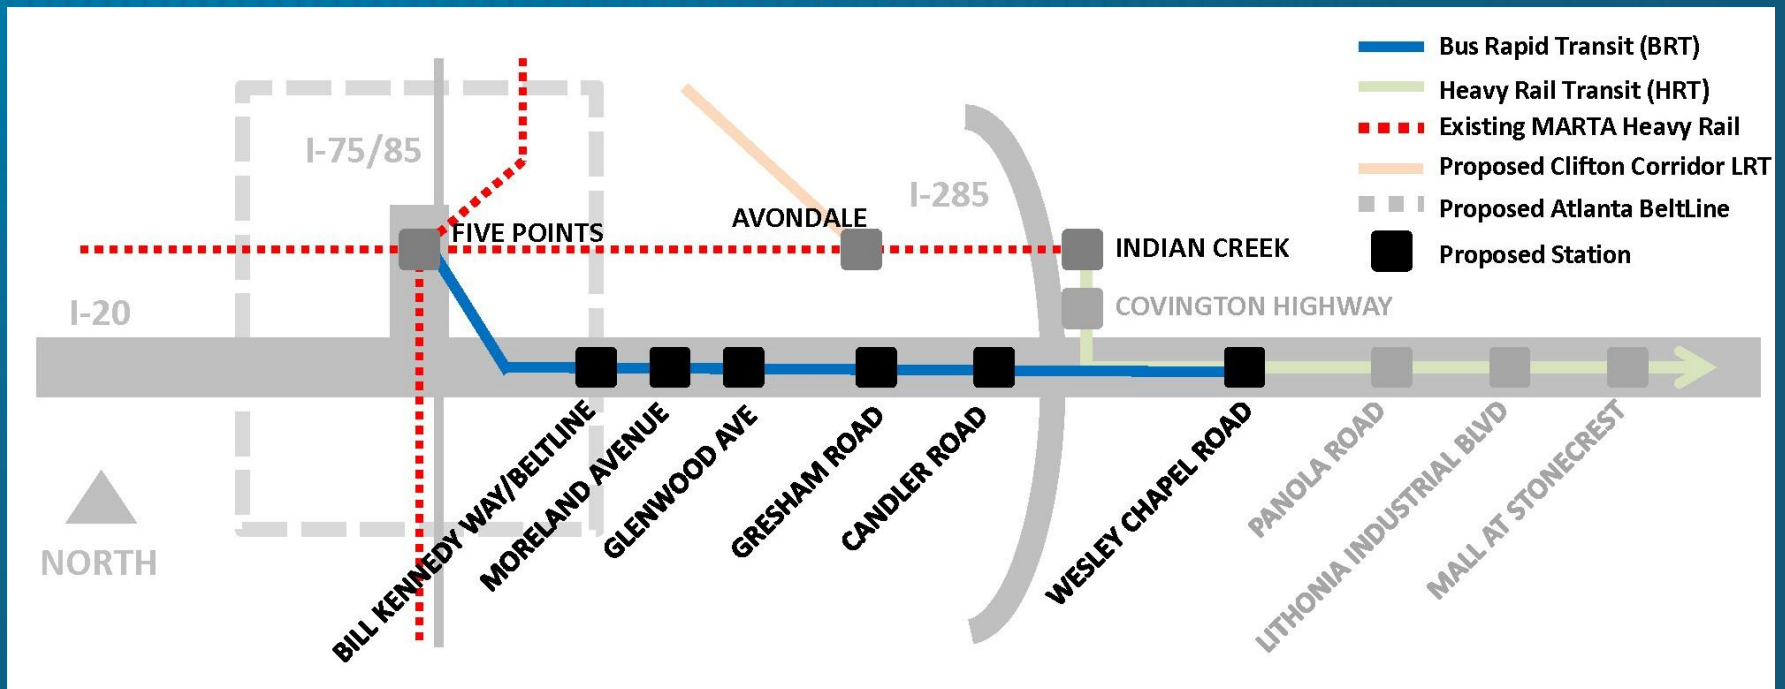 Bus Rapid Transit (BRT)
Heavy Rail Transit (HRT)
Existing MARTA Heavy Rail
Proposed Clifton Corridor LRT
Proposed Atlanta BeltLine
Proposed Station
I-75/85
I-285
AVONDALE
FIVE POINTS
INDIAN CREEK
COVINGTON HIGHWAY
I-20
BILL KENNEDY WAY/BELTLINE
MORELAND AVENUE
GLENWOOD AVE
GRESHAM ROAD
CANDLER ROAD
WESLEY CHAPEL ROAD
PANOLA ROAD
LITHONIA INDUSTRIAL BLVD
MALL AT STONECREST
NORTH